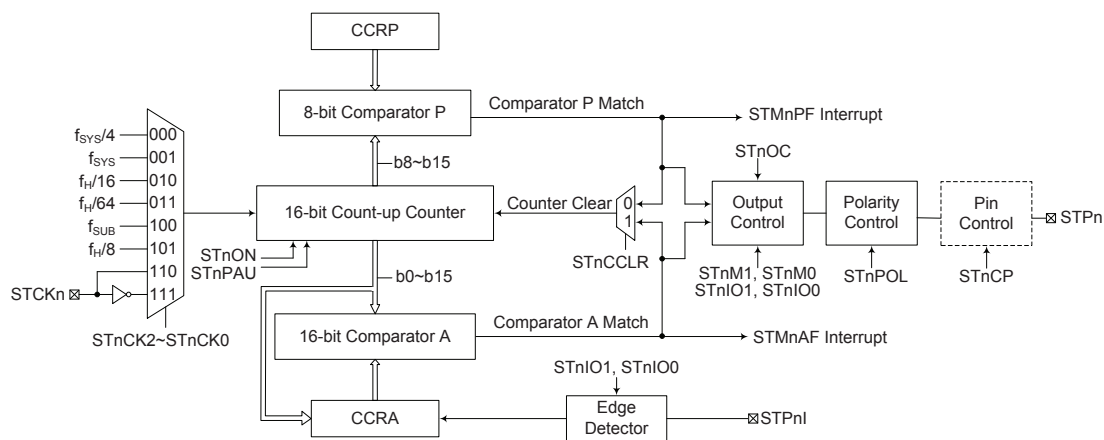 CCRP
8-bit Comparator P
Comparator P Match
STMnPF Interrupt
b8~b15
fSYS/4
000
fSYS
001
fH/16
010
fH/64
011
fSUB
100
fH/8
101
110
111
STCKn
STnCK2~STnCK0
16-bit Count-up Counter
STnON
STnPAU
Counter Clear
0
1
STnCCLR
STnOC
Output
Control
STnM1, STnM0
STnIO1, STnIO0
Polarity
Control
STnPOL
Pin
Control
STnCP
STPn
b0~b15
16-bit Comparator A
Comparator A Match
STMnAF Interrupt
CCRA
STnIO1, STnIO0
Edge
Detector
STPnI